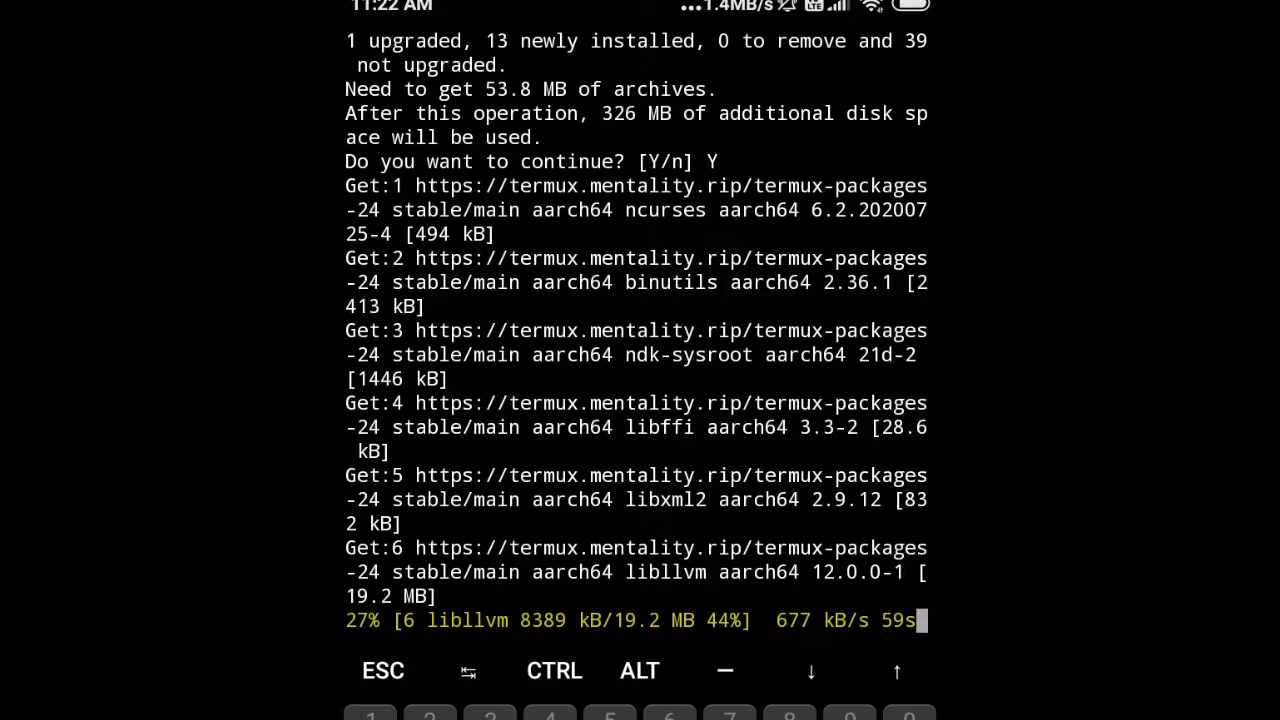 11:22 AM ...1.4MB/s
1 upgraded, 13 newly installed, 0 to remove and 39
 not upgraded.
Need to get 53.8 MB of archives.
After this operation, 326 MB of additional disk sp
ace will be used.
Do you want to continue? [Y/n] Y
Get:1 https://termux.mentality.rip/termux-packages
-24 stable/main aarch64 ncurses aarch64 6.2.202007
25-4 [494 kB]
Get:2 https://termux.mentality.rip/termux-packages
-24 stable/main aarch64 binutils aarch64 2.36.1 [2
413 kB]
Get:3 https://termux.mentality.rip/termux-packages
-24 stable/main aarch64 ndk-sysroot aarch64 21d-2
[1446 kB]
Get:4 https://termux.mentality.rip/termux-packages
-24 stable/main aarch64 libffi aarch64 3.3-2 [28.6
 kB]
Get:5 https://termux.mentality.rip/termux-packages
-24 stable/main aarch64 libxml2 aarch64 2.9.12 [83
2 kB]
Get:6 https://termux.mentality.rip/termux-packages
-24 stable/main aarch64 libllvm aarch64 12.0.0-1 [
19.2 MB]
27% [6 libllvm 8389 kB/19.2 MB 44%]  677 kB/s 59s
ESC ↹ CTRL ALT — ↓ ↑
1 2 3 4 5 6 7 8 9 0